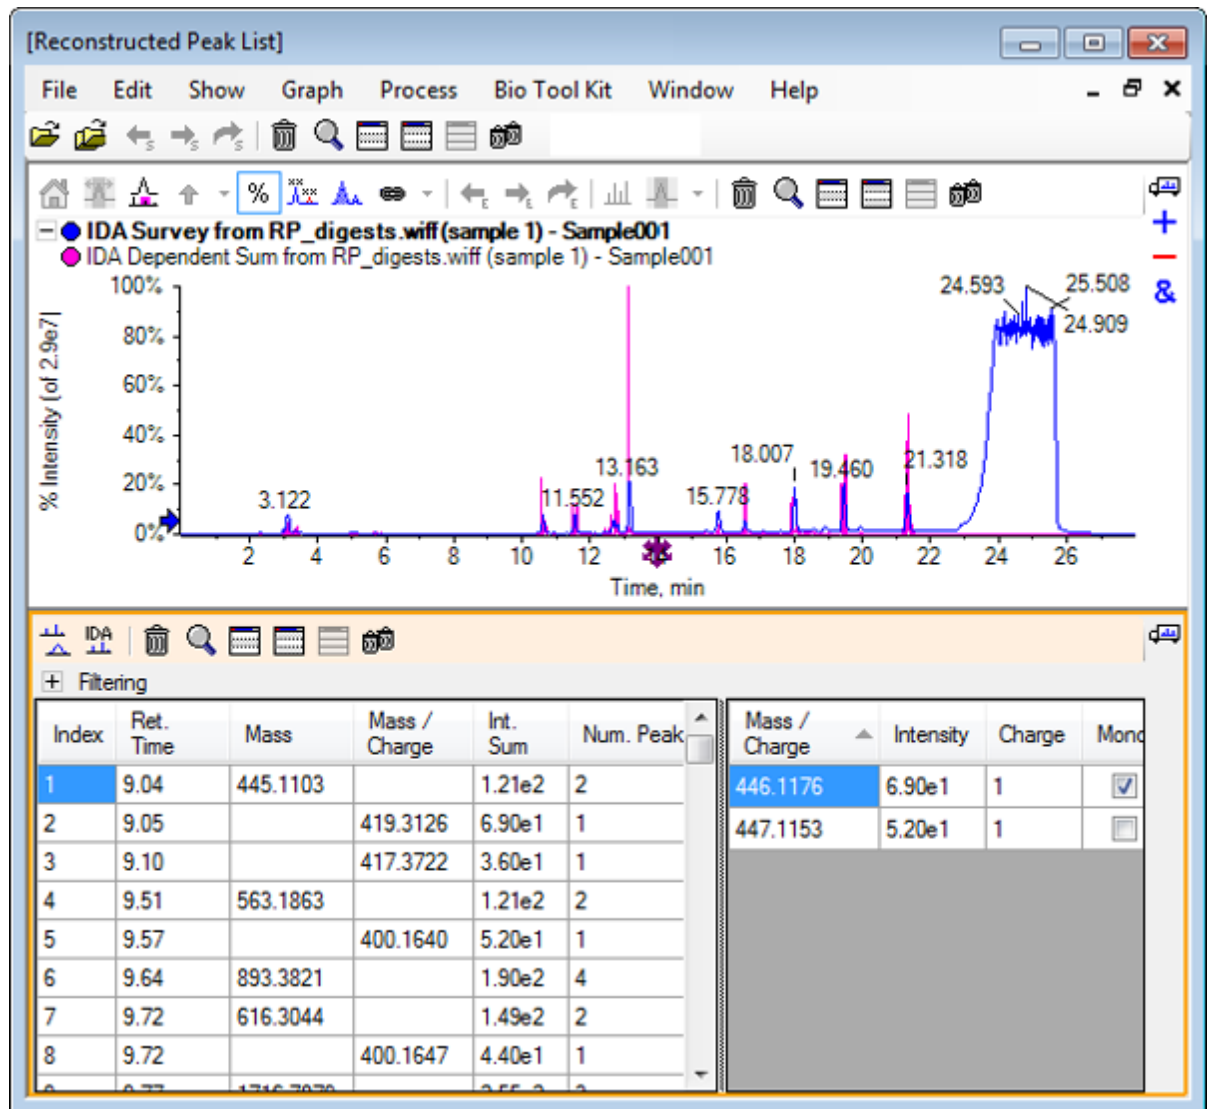 [Reconstructed Peak List]
File Edit Show Graph Process Bio Tool Kit Window Help
%
IDA Survey from RP_digests.wiff (sample 1) - Sample001
IDA Dependent Sum from RP_digests.wiff (sample 1) - Sample001
% Intensity (of 2.9e7)
100%
80%
60%
40%
20%
0%
3.122
11.552
13.163
15.778
18.007
19.460
21.318
24.593
25.508
24.909
2 4 6 8 10 12 14 16 18 20 22 24 26
Time, min
IDA
Filtering
Index Ret. Time Mass Mass / Charge Int. Sum Num. Peak
1 9.04 445.1103 1.21e2 2
2 9.05 419.3126 6.90e1 1
3 9.10 417.3722 3.60e1 1
4 9.51 563.1863 1.21e2 2
5 9.57 400.1640 5.20e1 1
6 9.64 893.3821 1.90e2 4
7 9.72 616.3044 1.49e2 2
8 9.72 400.1647 4.40e1 1
Mass / Charge Intensity Charge Mono
446.1176 6.90e1 1
447.1153 5.20e1 1